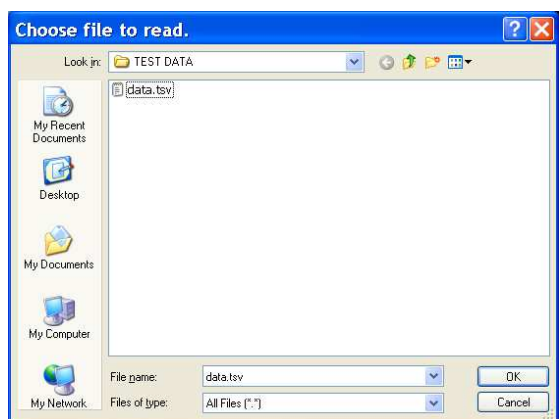 Choose file to read.
Look in: TEST DATA
data.tsv
My Recent
Documents
Desktop
My Documents
My Computer
My Network
File name: data.tsv OK
Files of type: All Files (*.*) Cancel